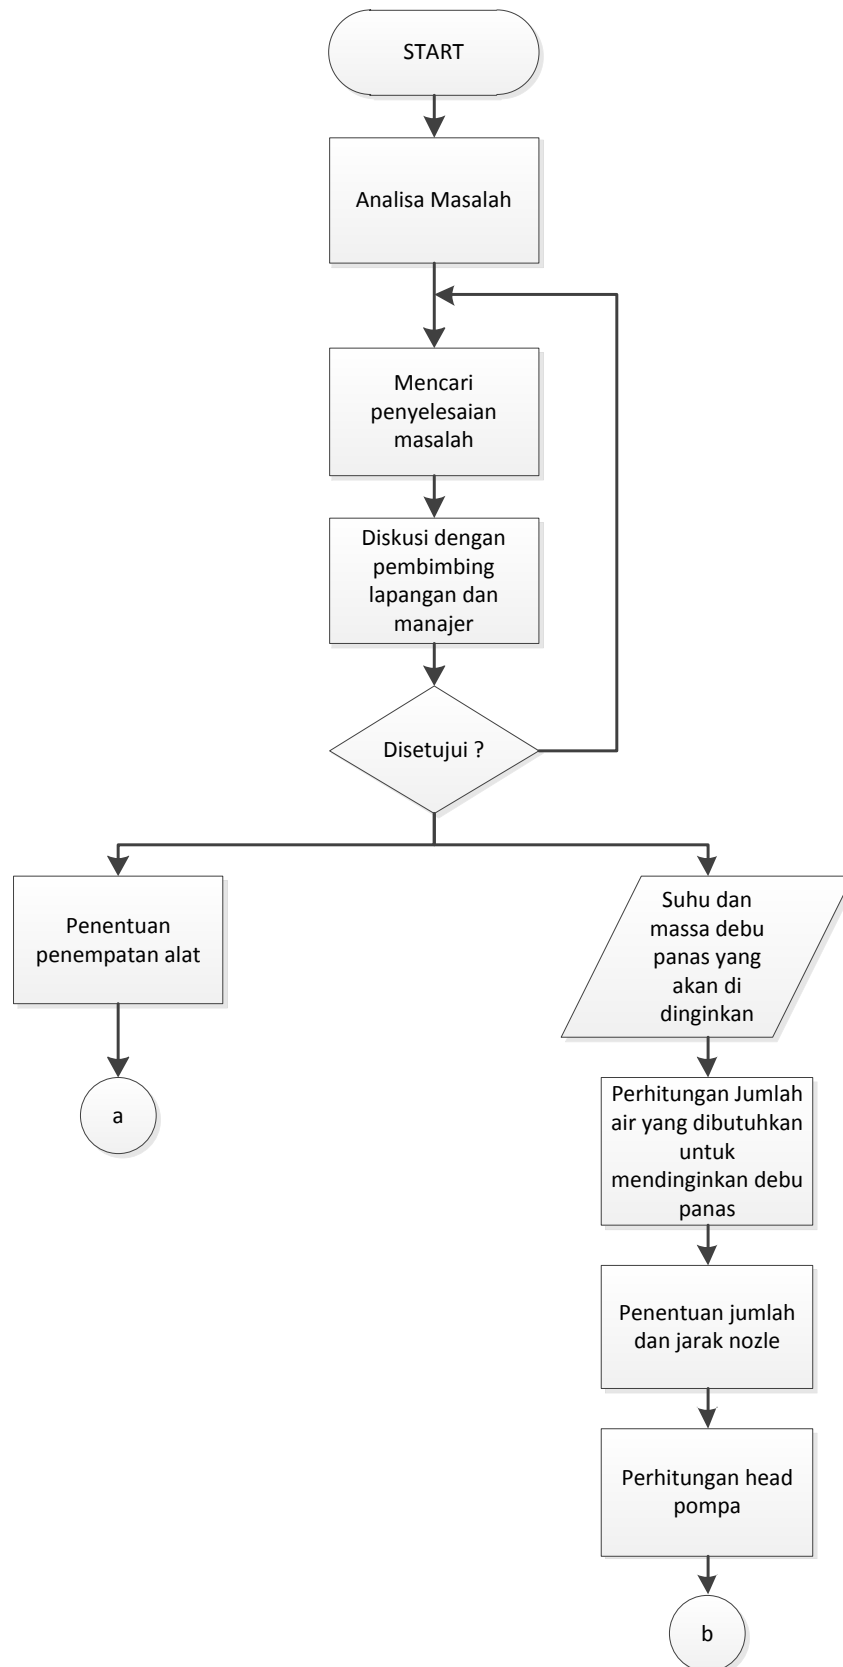 START
Analisa Masalah
Mencari
penyelesaian
masalah
Diskusi dengan
pembimbing
lapangan dan
manajer
Disetujui ?
Penentuan
penempatan alat
a
Suhu dan
massa debu
panas yang
akan di
dinginkan
Perhitungan Jumlah
air yang dibutuhkan
untuk
mendinginkan debu
panas
Penentuan jumlah
dan jarak nozle
Perhitungan head
pompa
b